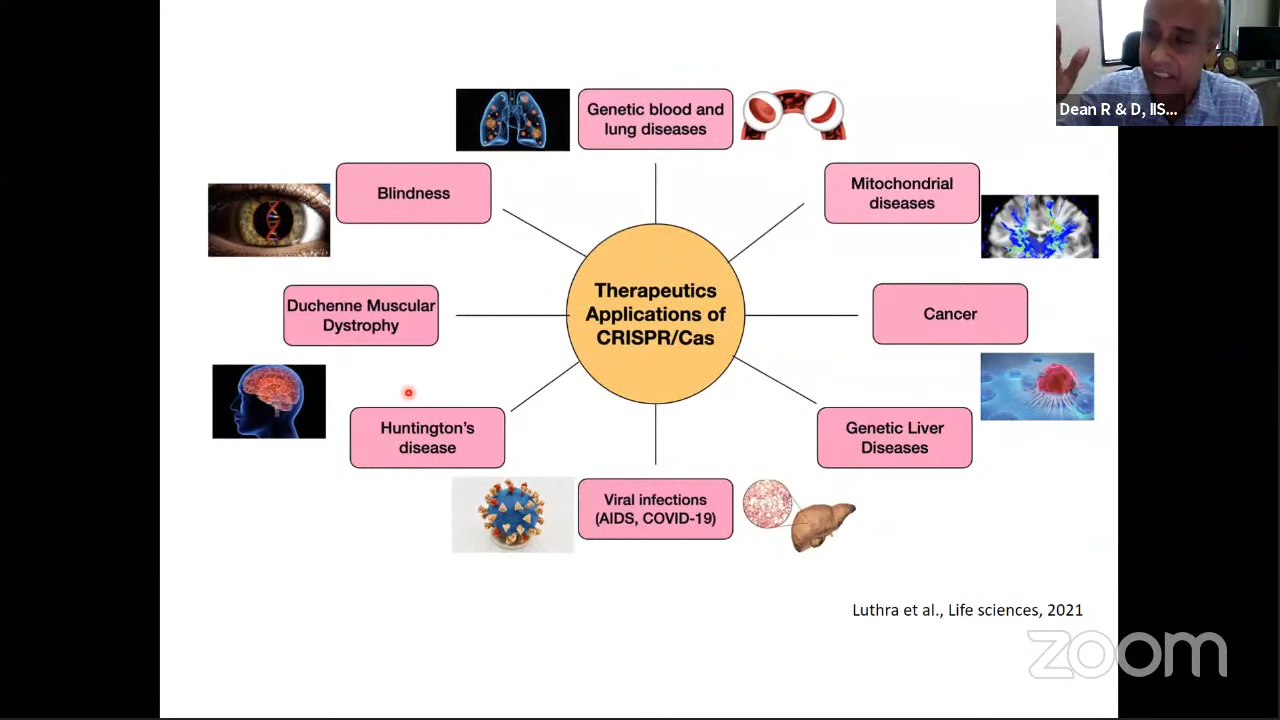 Genetic blood and
lung diseases
Dean R & D, IIS...
Blindness
Mitochondrial
diseases
Duchenne Muscular
Dystrophy
Therapeutics
Applications of
CRISPR/Cas
Cancer
Huntington's
disease
Genetic Liver
Diseases
Viral infections
(AIDS, COVID-19)
Luthra et al., Life sciences, 2021
zoom